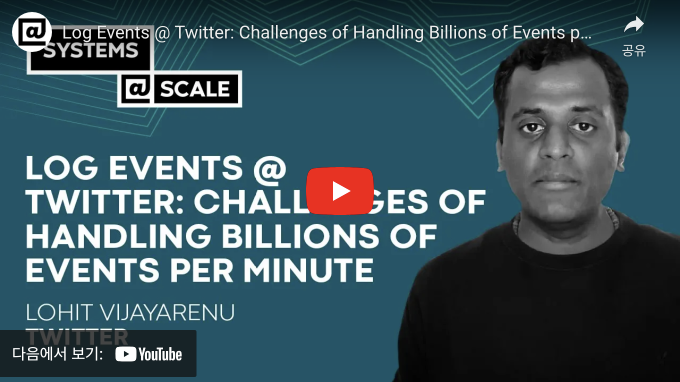 Log Events @ Twitter: Challenges of Handling Billions of Events p...
공유
SYSTEMS
@ SCALE
LOG EVENTS @
TWITTER: CHALLENGES OF
HANDLING BILLIONS OF
EVENTS PER MINUTE
LOHIT VIJAYARENU
TWITTER
다음에서 보기: YouTube